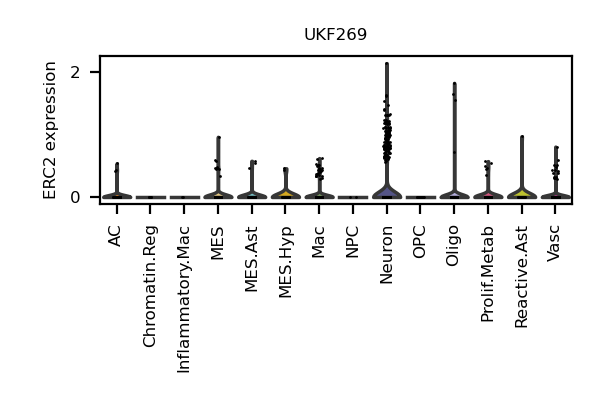 UKF269
ERC2 expression
2
0
AC
Chromatin.Reg
Inflammatory.Mac
MES
MES.Ast
MES.Hyp
Mac
NPC
Neuron
OPC
Oligo
Prolif.Metab
Reactive.Ast
Vasc